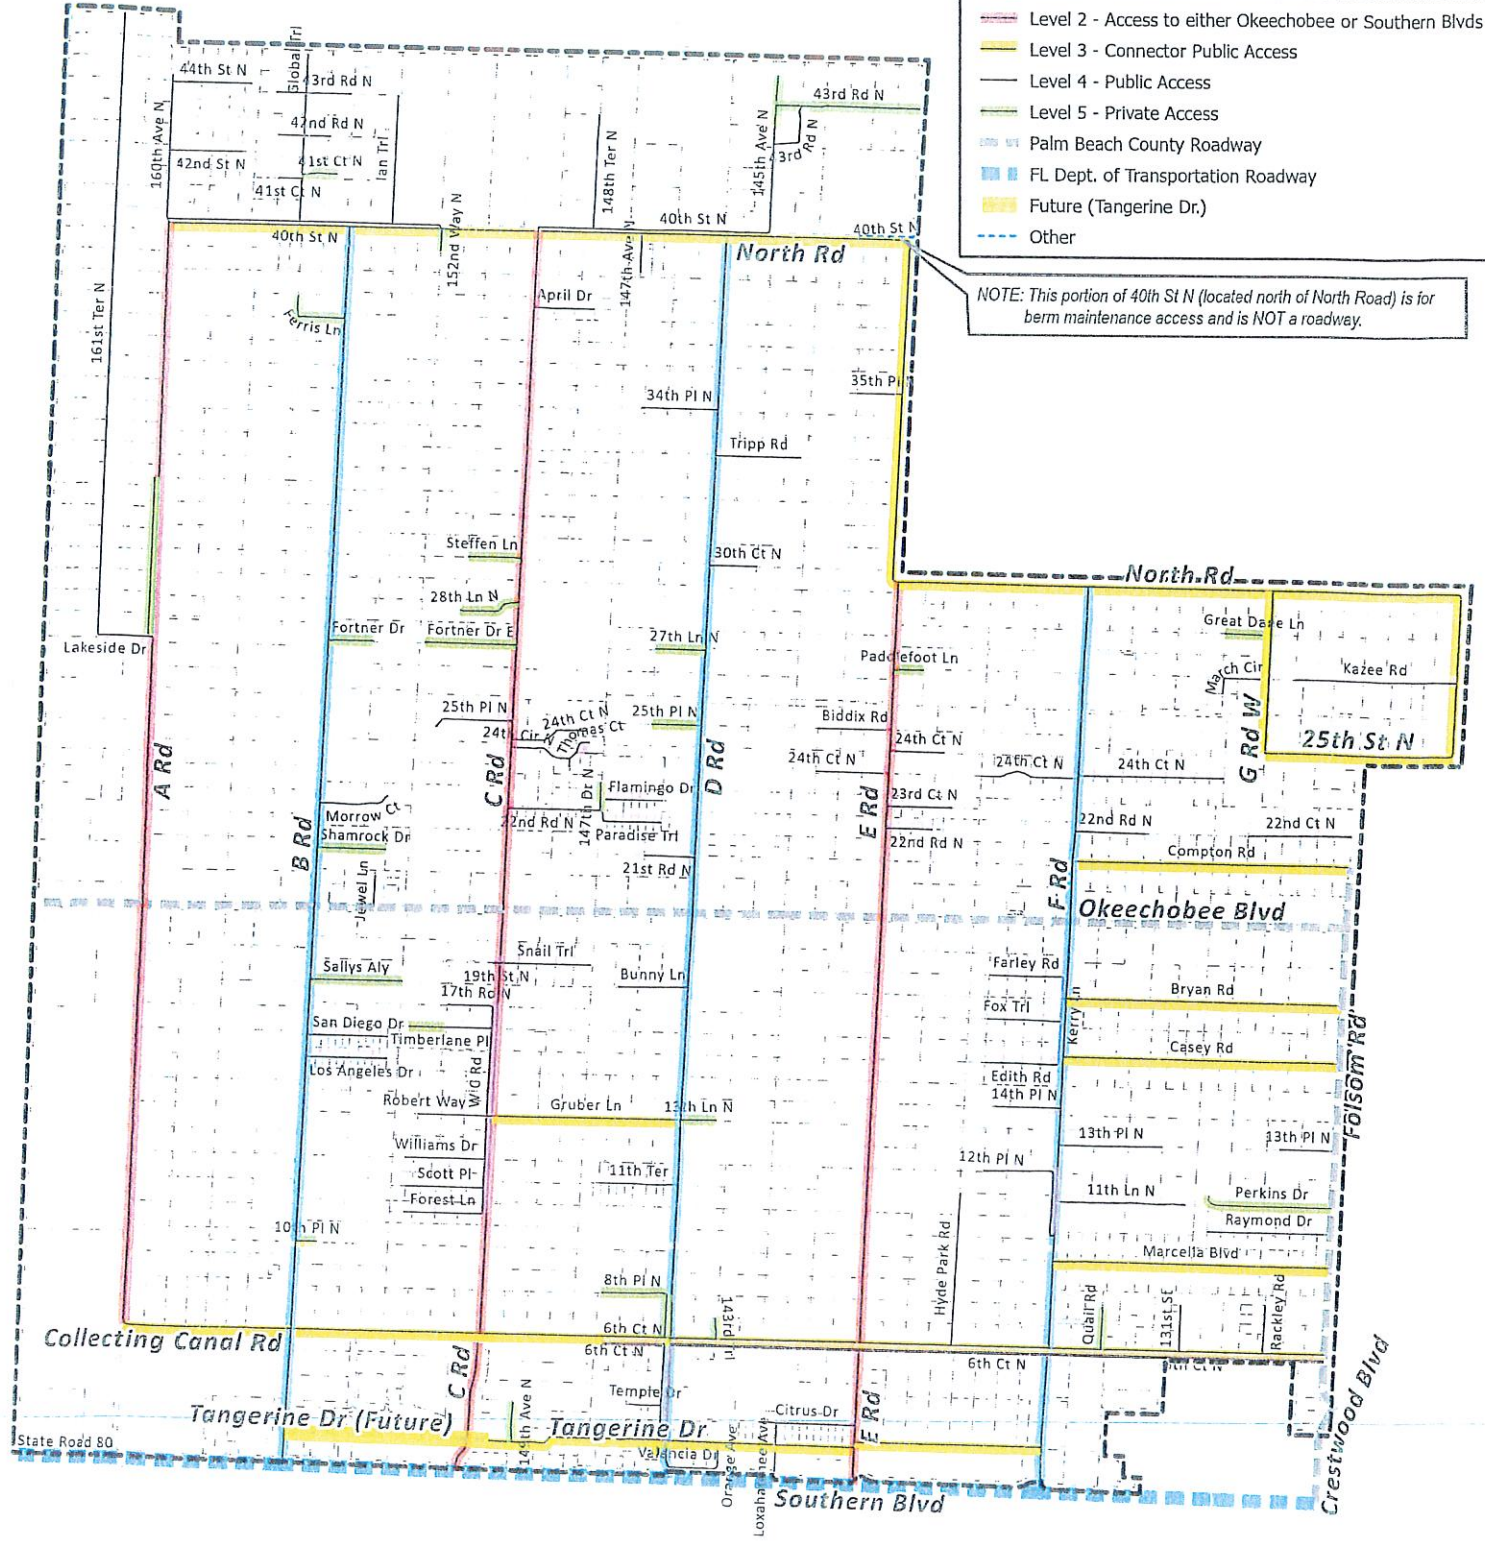 Level 2 - Access to either Okeechobee or Southern Blvds
Level 3 - Connector Public Access
Level 4 - Public Access
Level 5 - Private Access
Palm Beach County Roadway
FL Dept. of Transportation Roadway
Future (Tangerine Dr.)
Other
NOTE: This portion of 40th St N (located north of North Road) is for
berm maintenance access and is NOT a roadway.
44th St N
Global Trl
43rd Rd N
42nd Rd N
160th Ave N
42nd St N
41st Ct N
41st Ct N
Ian Trl
148th Ter N
145th Ave N
43rd Rd N
43rd Rd N
40th St N
40th St N
40th St N
North Rd
152nd Way N
147th Ave N
161st Ter N
Ferris Ln
April Dr
35th Pl
34th Pl N
Tripp Rd
Steffen Ln
30th Ct N
28th Ln N
North Rd
Great Dane Ln
Fortner Dr
Fortner Dr E
27th Ln N
Lakeside Dr
Paddlefoot Ln
March Cir
Kazee Rd
25th Pl N
24th Ct N
25th Pl N
Biddix Rd
24th Cir N
Thomas Ct
24th Ct N
25th St N
G Rd W
A Rd
C Rd
D Rd
24th Ct N
24th Ct N
24th Ct N
Flamingo Dr
147th Dr N
23rd Ct N
E Rd
Morrow Ct
22nd Rd N
Paradise Trl
22nd Rd N
22nd Ct N
B Rd
Shamrock Dr
22nd Rd N
Compton Rd
21st Rd N
Jewel Ln
F Rd
Okeechobee Blvd
Snail Trl
Farley Rd
Sallys Aly
19th St N
Bunny Ln
17th Rd N
Bryan Rd
Fox Trl
Kerry Ln
San Diego Dr
Timberlane Pl
Casey Rd
Folsom Rd
Los Angeles Dr
Wid Rd
Edith Rd
14th Pl N
Robert Way
Gruber Ln
13th Ln N
13th Pl N
13th Pl N
Williams Dr
12th Pl N
Scott Pl
11th Ter
11th Ln N
Perkins Dr
Forest Ln
Raymond Dr
10th Pl N
Marcella Blvd
Hyde Park Rd
8th Pl N
Quail Rd
131st St
Rackley Rd
143rd Trl
6th Ct N
Collecting Canal Rd
6th Ct N
6th Ct N
C Rd
Temple Dr
Crestwood Blvd
Tangerine Dr (Future)
149th Ave N
Tangerine Dr
Citrus Dr
E Rd
State Road 80
Valencia Dr
Orange Ave
Loxahatchee Ave
Southern Blvd